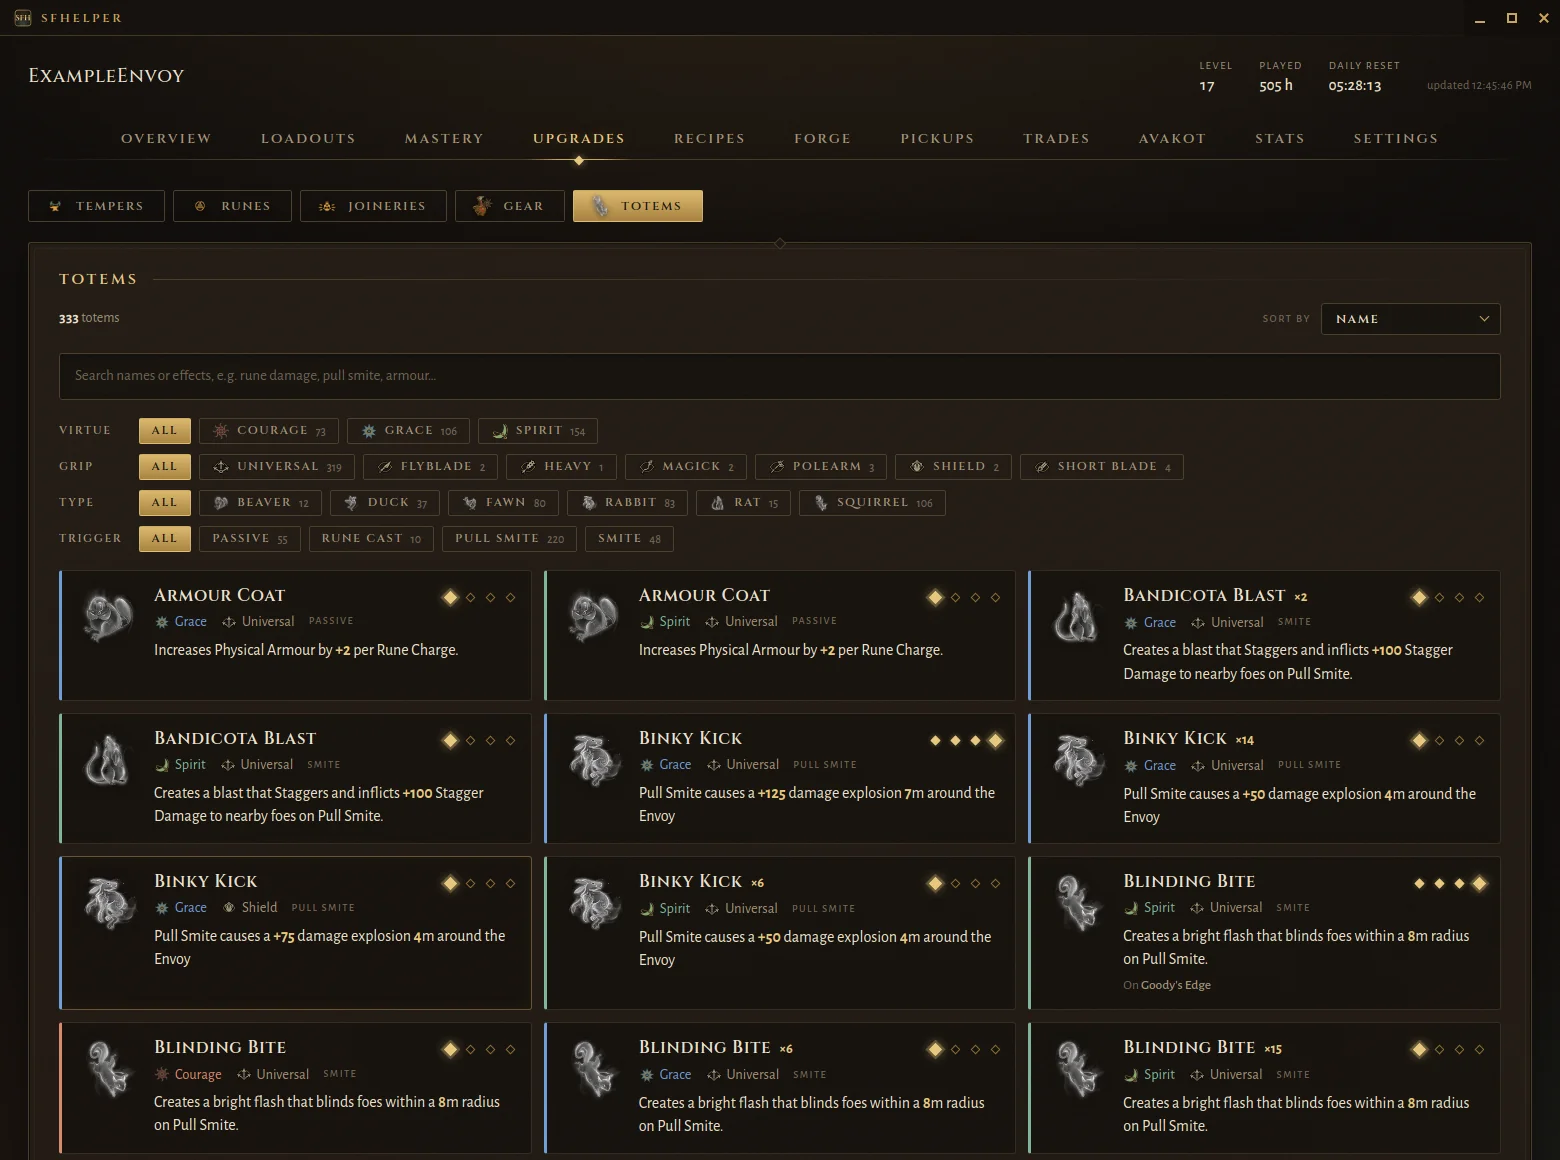 SFH SFHELPER
ExampleEnvoy
LEVEL PLAYED DAILY RESET
17 505 h 05:28:13 updated 12:45:46 PM
OVERVIEW LOADOUTS MASTERY UPGRADES RECIPES FORGE PICKUPS TRADES AVAKOT STATS SETTINGS
TEMPERS RUNES JOINERIES GEAR TOTEMS
TOTEMS
333 totems SORT BY NAME
Search names or effects, e.g. rune damage, pull smite, armour...
VIRTUE ALL COURAGE 73 GRACE 106 SPIRIT 154
GRIP ALL UNIVERSAL 319 FLYBLADE 2 HEAVY 1 MAGICK 2 POLEARM 3 SHIELD 2 SHORT BLADE 4
TYPE ALL BEAVER 12 DUCK 37 FAWN 80 RABBIT 83 RAT 15 SQUIRREL 106
TRIGGER ALL PASSIVE 55 RUNE CAST 10 PULL SMITE 220 SMITE 48
Armour Coat
Grace Universal PASSIVE
Increases Physical Armour by +2 per Rune Charge.
Armour Coat
Spirit Universal PASSIVE
Increases Physical Armour by +2 per Rune Charge.
Bandicota Blast ×2
Grace Universal SMITE
Creates a blast that Staggers and inflicts +100 Stagger
Damage to nearby foes on Pull Smite.
Bandicota Blast
Spirit Universal SMITE
Creates a blast that Staggers and inflicts +100 Stagger
Damage to nearby foes on Pull Smite.
Binky Kick
Grace Universal PULL SMITE
Pull Smite causes a +125 damage explosion 7m around the
Envoy
Binky Kick ×14
Grace Universal PULL SMITE
Pull Smite causes a +50 damage explosion 4m around the
Envoy
Binky Kick
Grace Shield PULL SMITE
Pull Smite causes a +75 damage explosion 4m around the
Envoy
Binky Kick ×6
Spirit Universal PULL SMITE
Pull Smite causes a +50 damage explosion 4m around the
Envoy
Blinding Bite
Spirit Universal SMITE
Creates a bright flash that blinds foes within a 8m radius
on Pull Smite.
On Goody's Edge
Blinding Bite
Courage Universal SMITE
Creates a bright flash that blinds foes within a 8m radius
on Pull Smite.
Blinding Bite ×6
Grace Universal SMITE
Creates a bright flash that blinds foes within a 8m radius
on Pull Smite.
Blinding Bite ×15
Spirit Universal SMITE
Creates a bright flash that blinds foes within a 8m radius
on Pull Smite.